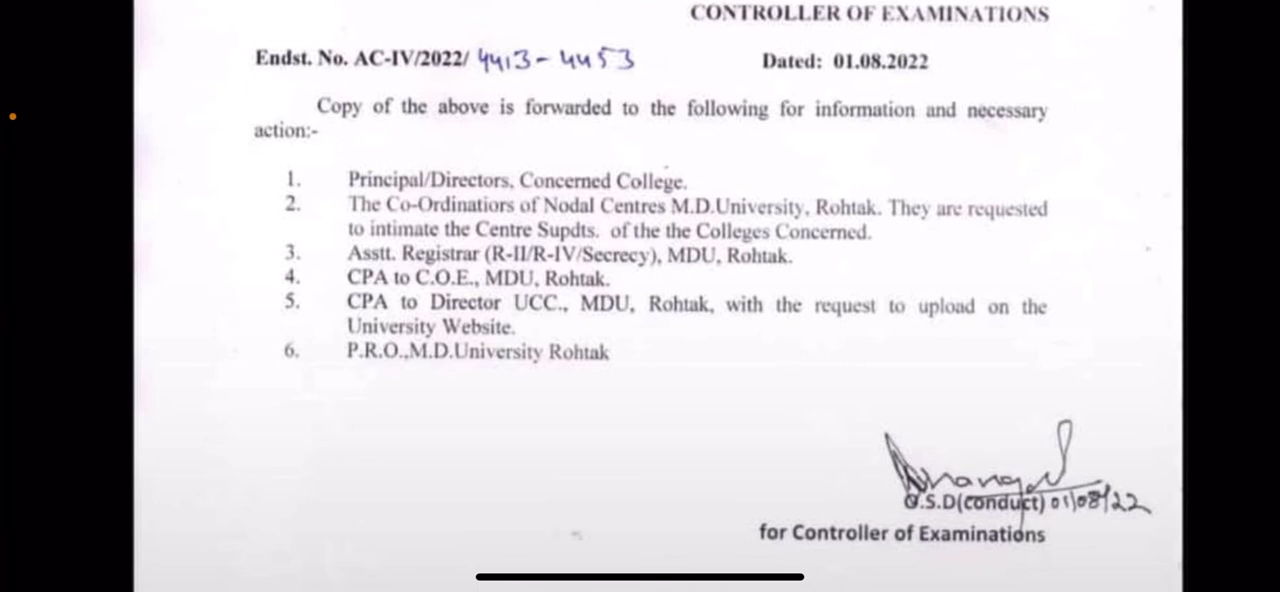 CONTROLLER OF EXAMINATIONS
Endst. No. AC-IV/2022/ 4413-4453 Dated: 01.08.2022
Copy of the above is forwarded to the following for information and necessary
action:-
1. Principal/Directors, Concerned College.
2. The Co-Ordinatiors of Nodal Centres M.D.University, Rohtak. They are requested
to intimate the Centre Supdts. of the the Colleges Concerned.
3. Asstt. Registrar (R-II/R-IV/Secrecy), MDU, Rohtak.
4. CPA to C.O.E., MDU, Rohtak.
5. CPA to Director UCC., MDU, Rohtak, with the request to upload on the
University Website.
6. P.R.O.,M.D.University Rohtak
O.S.D(conduct) 01/08/22
for Controller of Examinations